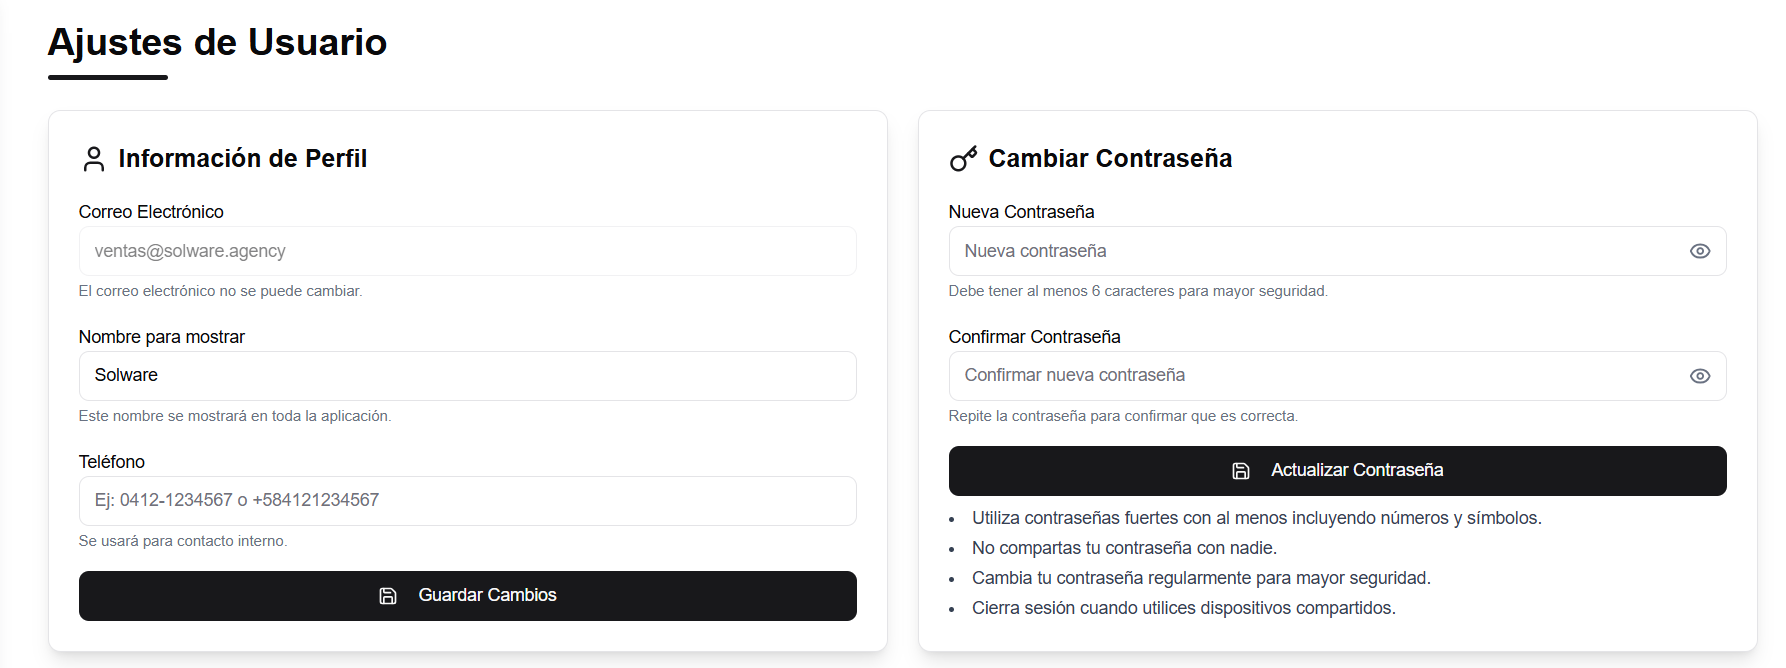 Ajustes de Usuario
Información de Perfil
Correo Electrónico
ventas@solware.agency
El correo electrónico no se puede cambiar.
Nombre para mostrar
Solware
Este nombre se mostrará en toda la aplicación.
Teléfono
Ej: 0412-1234567 o +584121234567
Se usará para contacto interno.
Guardar Cambios
Cambiar Contraseña
Nueva Contraseña
Nueva contraseña
Debe tener al menos 6 caracteres para mayor seguridad.
Confirmar Contraseña
Confirmar nueva contraseña
Repite la contraseña para confirmar que es correcta.
Actualizar Contraseña
• Utiliza contraseñas fuertes con al menos incluyendo números y símbolos.
• No compartas tu contraseña con nadie.
• Cambia tu contraseña regularmente para mayor seguridad.
• Cierra sesión cuando utilices dispositivos compartidos.